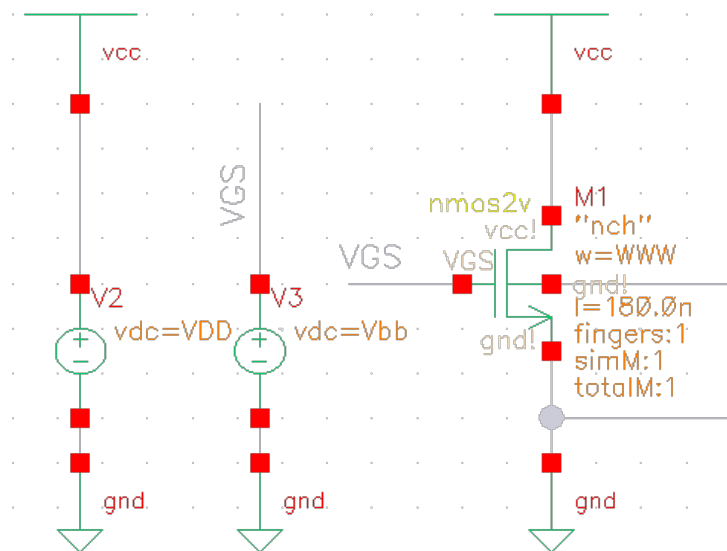 vcc
vcc
VGS
nmos2v
M1
"nch"
vcc!
w=WWW
VGS
VGS
gnd!
V2
V3
l=180.0n
vdc=VDD
vdc=Vbb
gnd!
fingers:1
simM:1
totalM:1
gnd
gnd
gnd